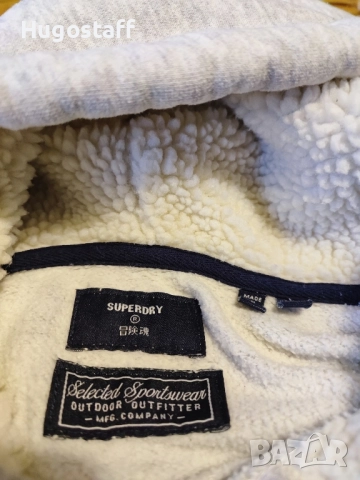 Hugostaff
MADE
SUPERDRY
®
冒険魂
Selected Sportswear
OUTDOOR OUTFITTER
– MFG. COMPANY –
BAZAR